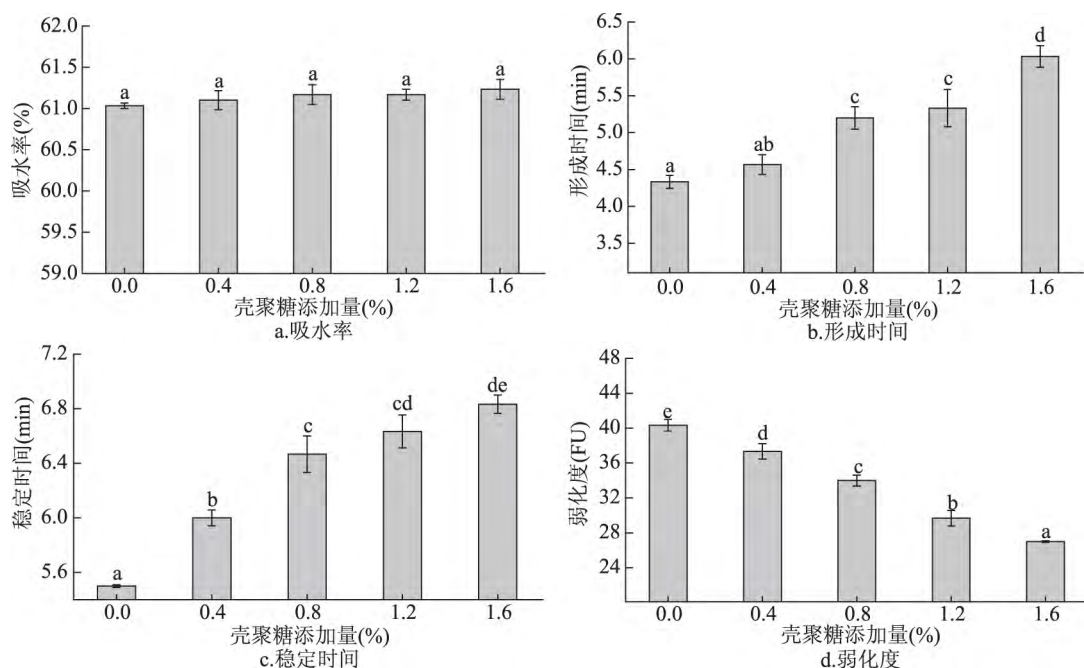 62.0
61.5
61.0
60.5
60.0
59.5
59.0
吸水率(%)
a
a
a
a
a
0.0 0.4 0.8 1.2 1.6
壳聚糖添加量(%)
a.吸水率
6.5
6.0
5.5
5.0
4.5
4.0
3.5
形成时间(min)
a
ab
c
c
d
0.0 0.4 0.8 1.2 1.6
壳聚糖添加量(%)
b.形成时间
7.2
6.8
6.4
6.0
5.6
稳定时间(min)
a
b
c
cd
de
0.0 0.4 0.8 1.2 1.6
壳聚糖添加量(%)
c.稳定时间
48
44
40
36
32
28
24
弱化度(FU)
e
d
c
b
a
0.0 0.4 0.8 1.2 1.6
壳聚糖添加量(%)
d.弱化度